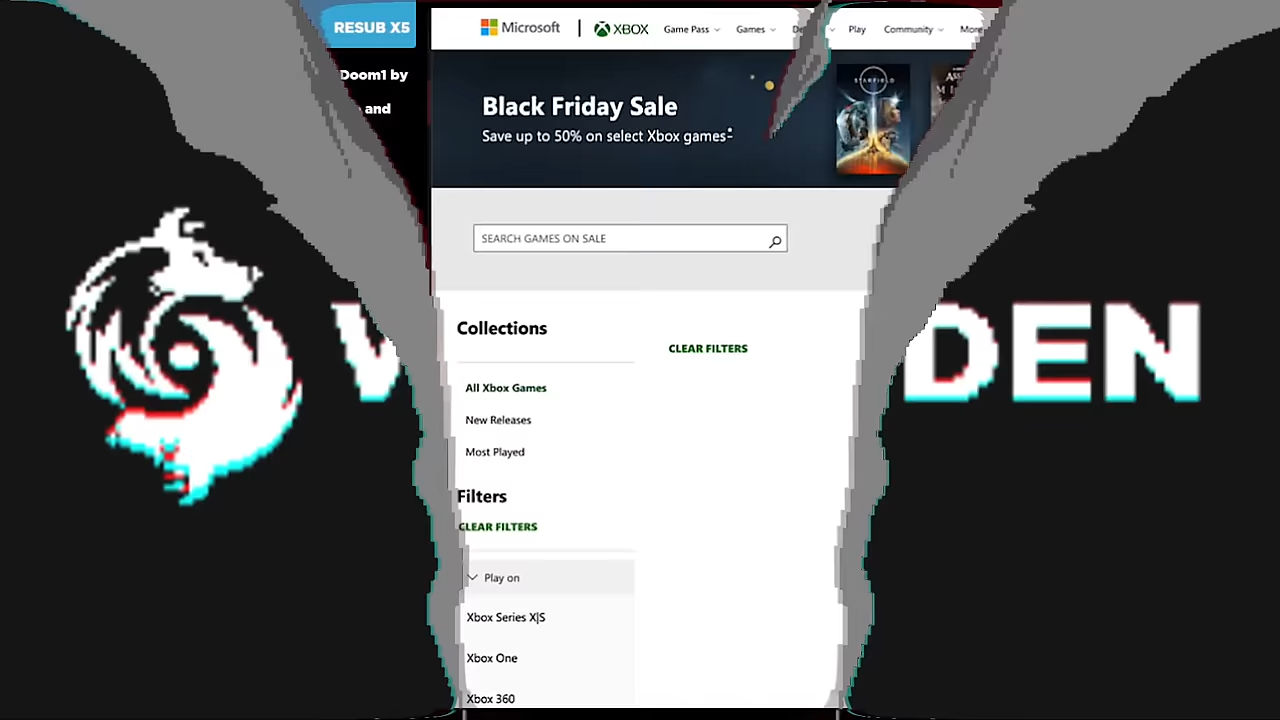 RESUB X5
Doom1 by
and
Microsoft
XBOX
Game Pass
Games
Play
Community
More
Black Friday Sale
Save up to 50% on select Xbox games*
STARFIELD
SEARCH GAMES ON SALE
Collections
CLEAR FILTERS
All Xbox Games
New Releases
Most Played
Filters
CLEAR FILTERS
Play on
Xbox Series X|S
Xbox One
Xbox 360
DEN